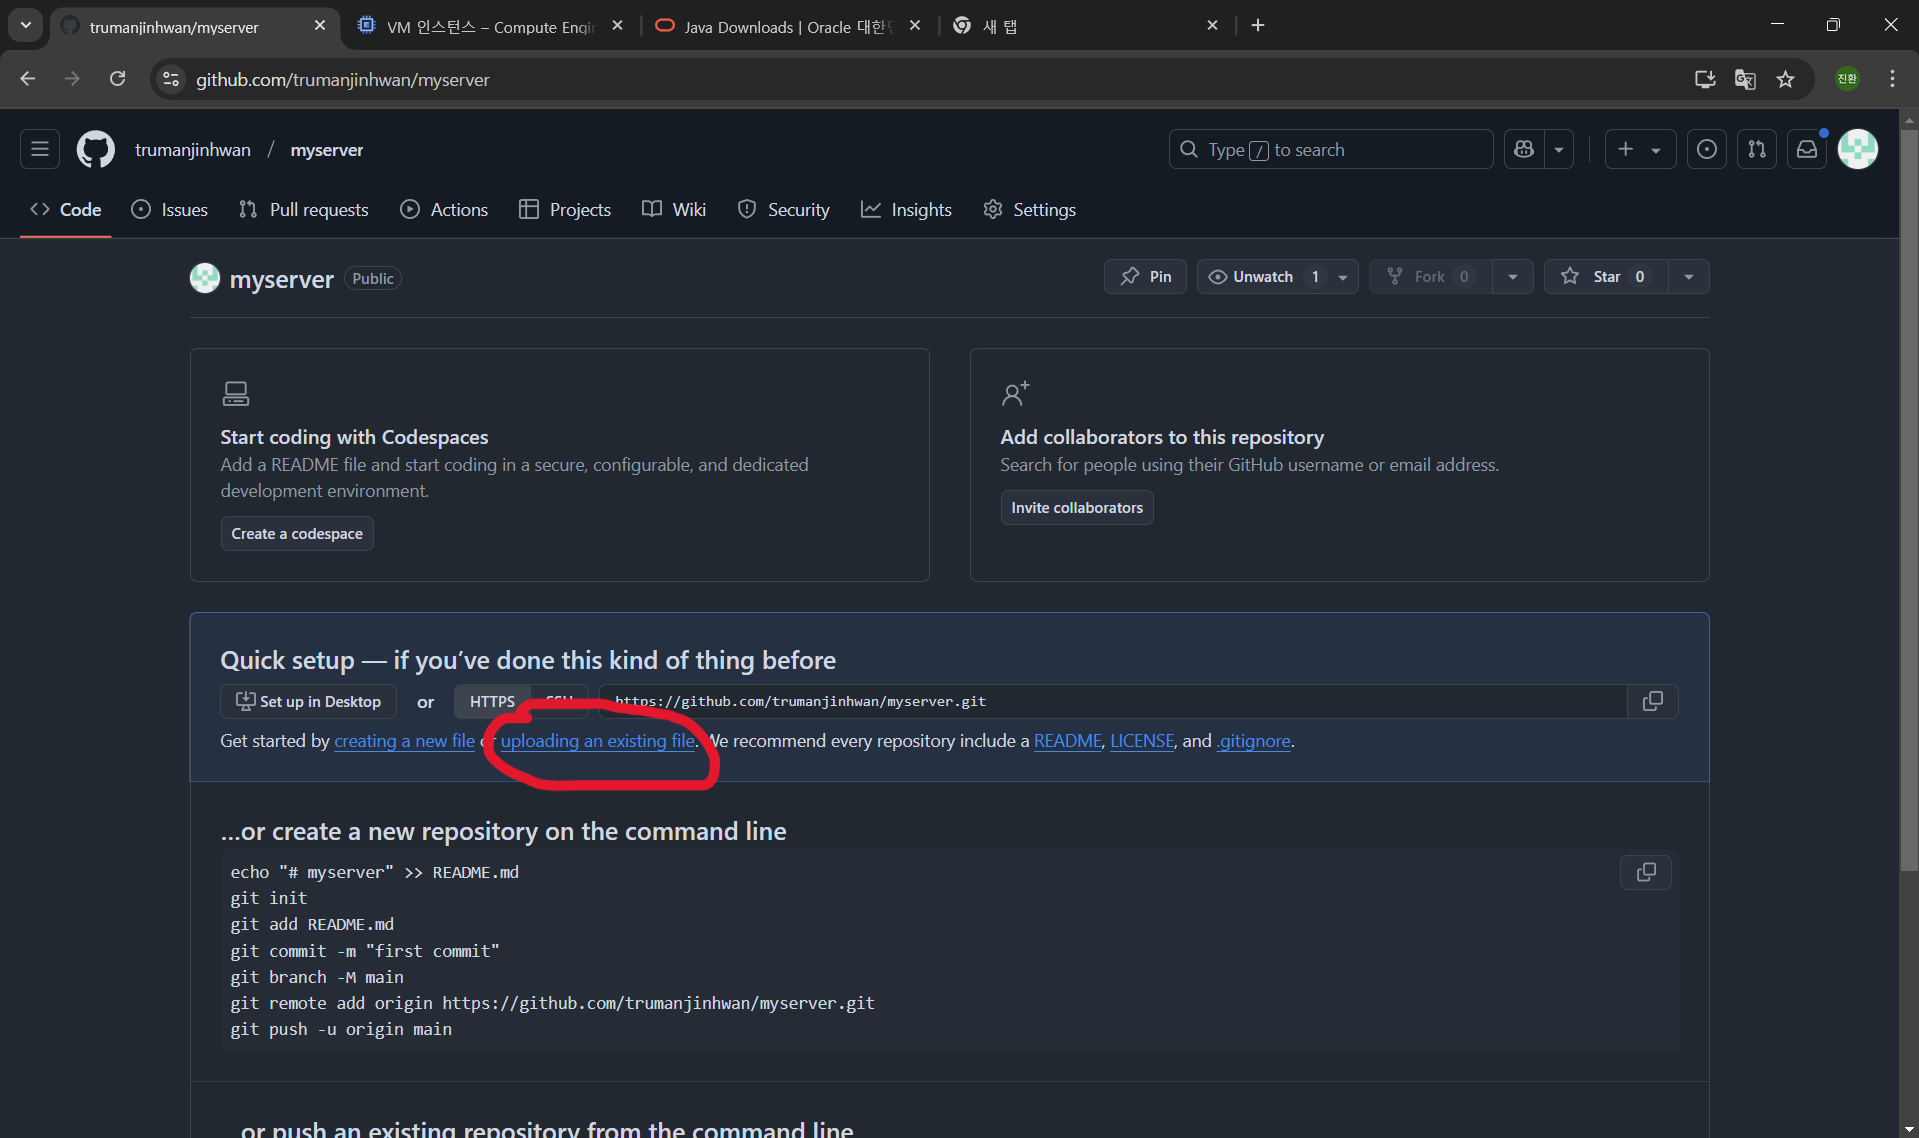 trumanjinhwan/myserver
VM 인스턴스 – Compute Engi
Java Downloads | Oracle 대한민
새 탭
github.com/trumanjinhwan/myserver
진환
trumanjinhwan / myserver
Type / to search
Code
Issues
Pull requests
Actions
Projects
Wiki
Security
Insights
Settings
myserver
Public
Pin
Unwatch 1
Fork 0
Star 0
Start coding with Codespaces
Add a README file and start coding in a secure, configurable, and dedicated
development environment.
Create a codespace
Add collaborators to this repository
Search for people using their GitHub username or email address.
Invite collaborators
Quick setup — if you’ve done this kind of thing before
Set up in Desktop
or
HTTPS
SSH
https://github.com/trumanjinhwan/myserver.git
Get started by creating a new file or uploading an existing file. We recommend every repository include a README, LICENSE, and .gitignore.
…or create a new repository on the command line
echo "# myserver" >> README.md
git init
git add README.md
git commit -m "first commit"
git branch -M main
git remote add origin https://github.com/trumanjinhwan/myserver.git
git push -u origin main
or push an existing repository from the command line